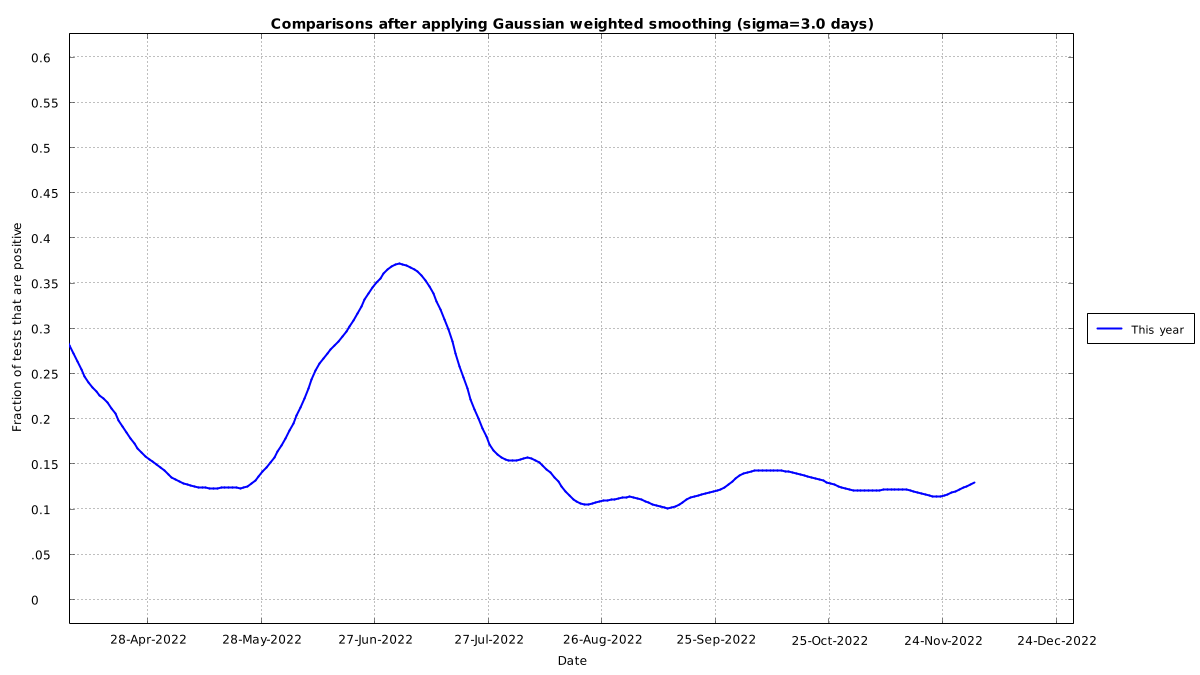 Comparisons after applying Gaussian weighted smoothing (sigma=3.0 days)
0.6
0.55
0.5
0.45
0.4
0.35
0.3
0.25
0.2
0.15
0.1
.05
0
Fraction of tests that are positive
28-Apr-2022 28-May-2022 27-Jun-2022 27-Jul-2022 26-Aug-2022 25-Sep-2022 25-Oct-2022 24-Nov-2022 24-Dec-2022
Date
This year